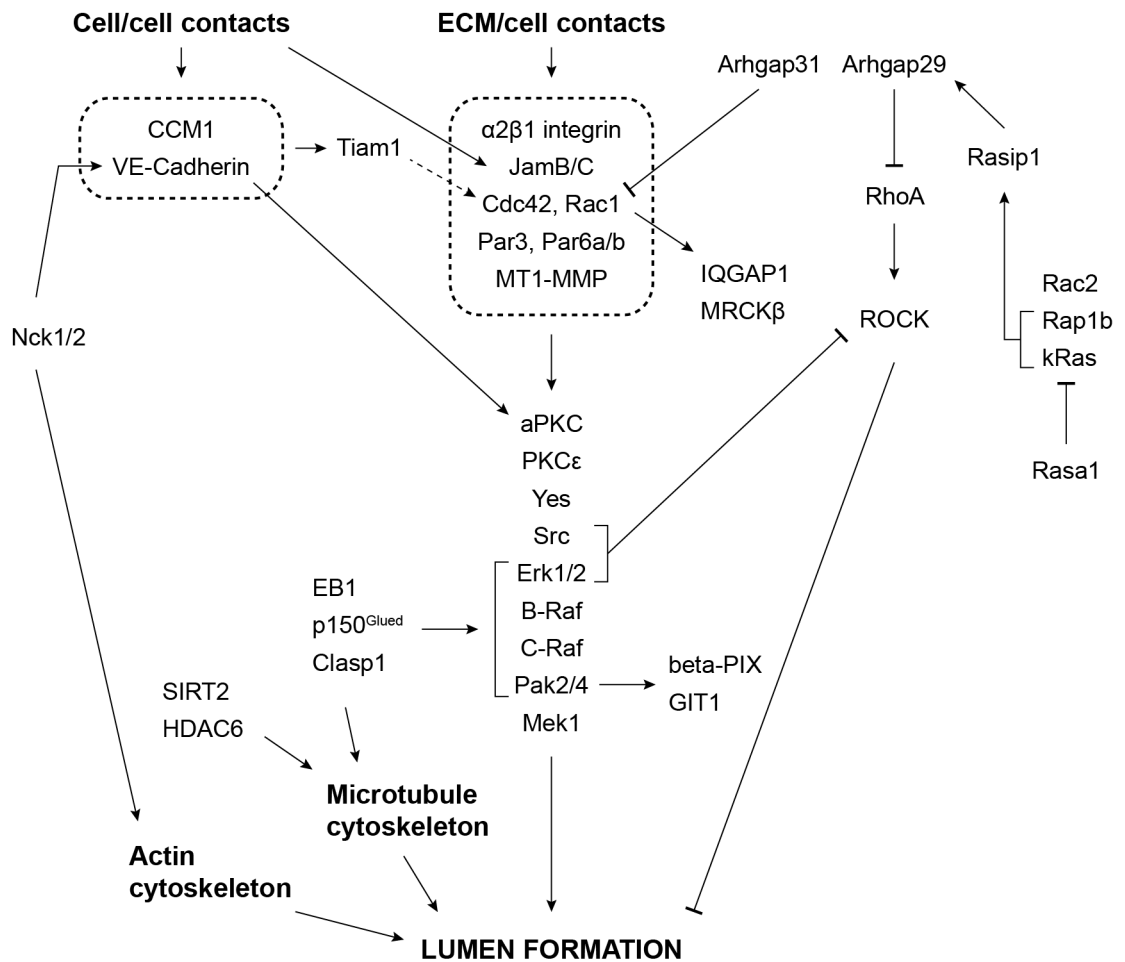 Cell/cell contacts
ECM/cell contacts
Arhgap31
Arhgap29
CCM1
VE-Cadherin
Tiam1
α2β1 integrin
JamB/C
Cdc42, Rac1
Par3, Par6a/b
MT1-MMP
Rasip1
RhoA
IQGAP1
MRCKβ
ROCK
Rac2
Rap1b
kRas
Rasa1
Nck1/2
aPKC
PKCε
Yes
Src
Erk1/2
B-Raf
C-Raf
Pak2/4
Mek1
EB1
p150Glued
Clasp1
beta-PIX
GIT1
SIRT2
HDAC6
Microtubule
cytoskeleton
Actin
cytoskeleton
LUMEN FORMATION